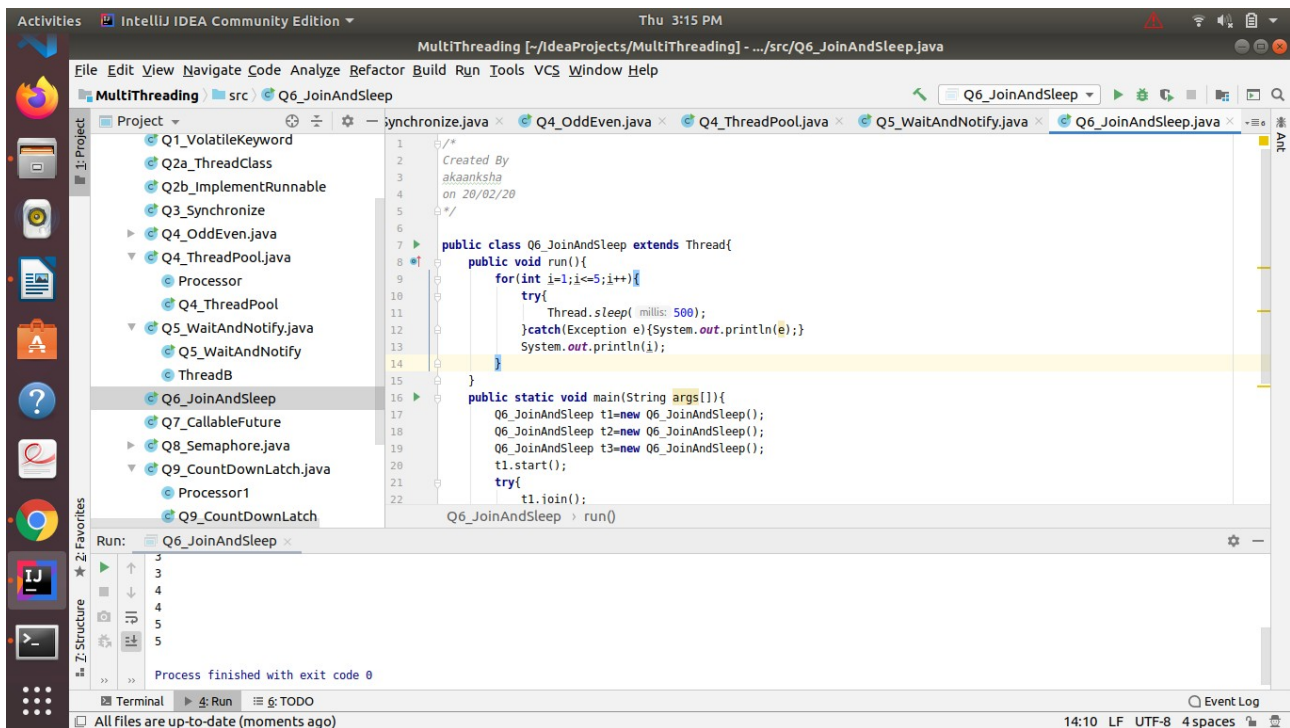 Activities IntelliJ IDEA Community Edition Thu 3:15 PM
MultiThreading [~/IdeaProjects/MultiThreading] - .../src/Q6_JoinAndSleep.java
File Edit View Navigate Code Analyze Refactor Build Run Tools VCS Window Help
MultiThreading src Q6_JoinAndSleep Q6_JoinAndSleep
1: Project
Project
ynchronize.java Q4_OddEven.java Q4_ThreadPool.java Q5_WaitAndNotify.java Q6_JoinAndSleep.java 6
Ant
Q1_VolatileKeyword
Q2a_ThreadClass
Q2b_ImplementRunnable
Q3_Synchronize
Q4_OddEven.java
Q4_ThreadPool.java
Processor
Q4_ThreadPool
Q5_WaitAndNotify.java
Q5_WaitAndNotify
ThreadB
Q6_JoinAndSleep
Q7_CallableFuture
Q8_Semaphore.java
Q9_CountDownLatch.java
Processor1
Q9_CountDownLatch
1 /*
2 Created By
3 akaanksha
4 on 20/02/20
5 */
6
7 public class Q6_JoinAndSleep extends Thread{
8 public void run(){
9 for(int i=1;i<=5;i++){
10 try{
11 Thread.sleep( millis: 500);
12 }catch(Exception e){System.out.println(e);}
13 System.out.println(i);
14 }
15 }
16 public static void main(String args[]){
17 Q6_JoinAndSleep t1=new Q6_JoinAndSleep();
18 Q6_JoinAndSleep t2=new Q6_JoinAndSleep();
19 Q6_JoinAndSleep t3=new Q6_JoinAndSleep();
20 t1.start();
21 try{
22 t1.join();
Q6_JoinAndSleep › run()
2: Favorites
7: Structure
Run: Q6_JoinAndSleep
3
3
4
4
5
5
Process finished with exit code 0
Terminal 4: Run 6: TODO Event Log
All files are up-to-date (moments ago) 14:10 LF UTF-8 4 spaces